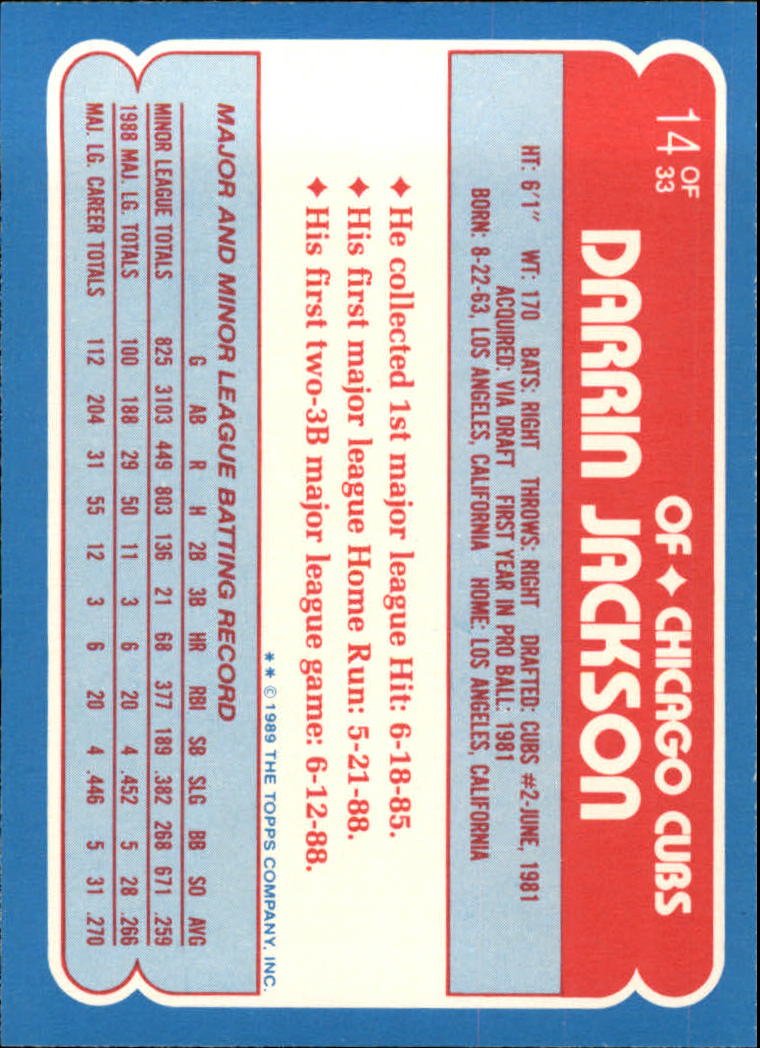 14 OF 33
OF ✦ CHICAGO CUBS
DARRIN JACKSON
HT: 6'1" WT: 170 BATS: RIGHT THROWS: RIGHT DRAFTED: CUBS #2-JUNE, 1981
ACQUIRED: VIA DRAFT FIRST YEAR IN PRO BALL: 1981
BORN: 8-22-63, LOS ANGELES, CALIFORNIA HOME: LOS ANGELES, CALIFORNIA
✦ He collected 1st major league Hit: 6-18-85.
✦ His first major league Home Run: 5-21-88.
✦ His first two-3B major league game: 6-12-88.
** © 1989 THE TOPPS COMPANY, INC.
MAJOR AND MINOR LEAGUE BATTING RECORD
G AB R H 2B 3B HR RBI SB SLG BB SO AVG
MINOR LEAGUE TOTALS 825 3103 449 803 136 21 68 377 189 .382 268 671 .259
1988 MAJ. LG. TOTALS 100 188 29 50 11 3 6 20 4 .452 5 28 .266
MAJ. LG. CAREER TOTALS 112 204 31 55 12 3 6 20 4 .446 5 31 .270